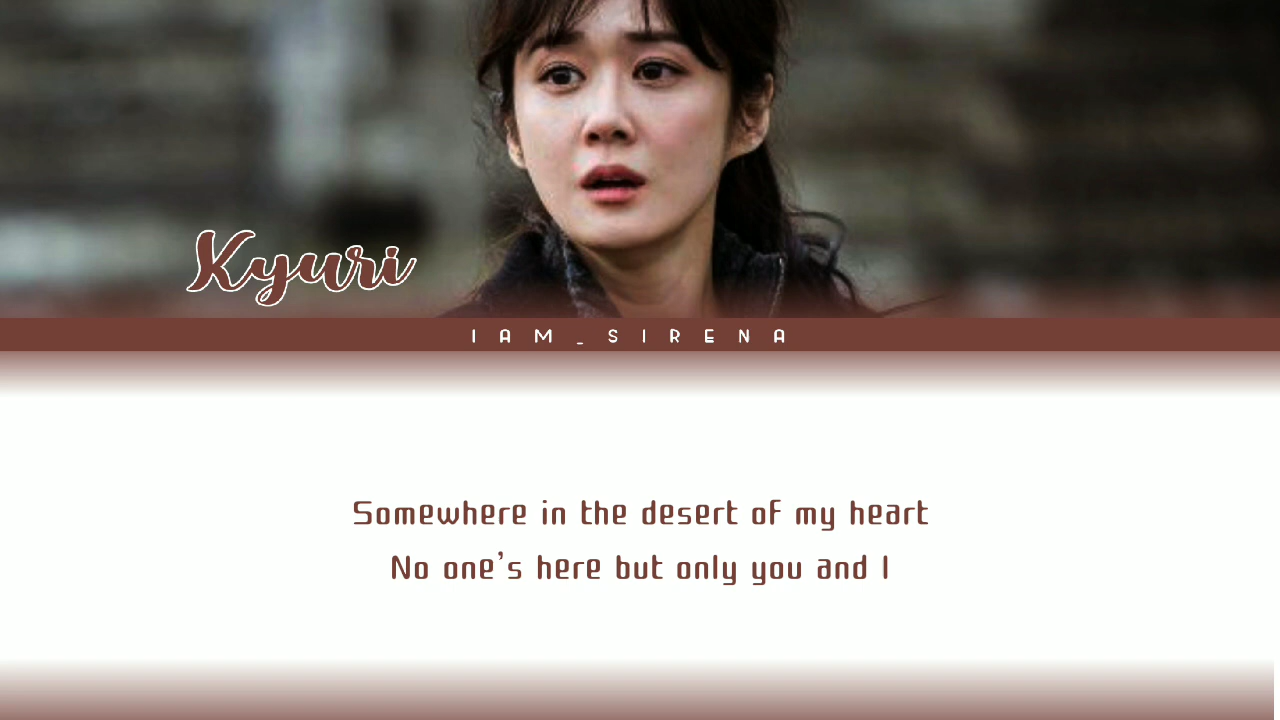 Kyuri
IAM_SIRENA
Somewhere in the desert of my heart
No one's here but only you and I